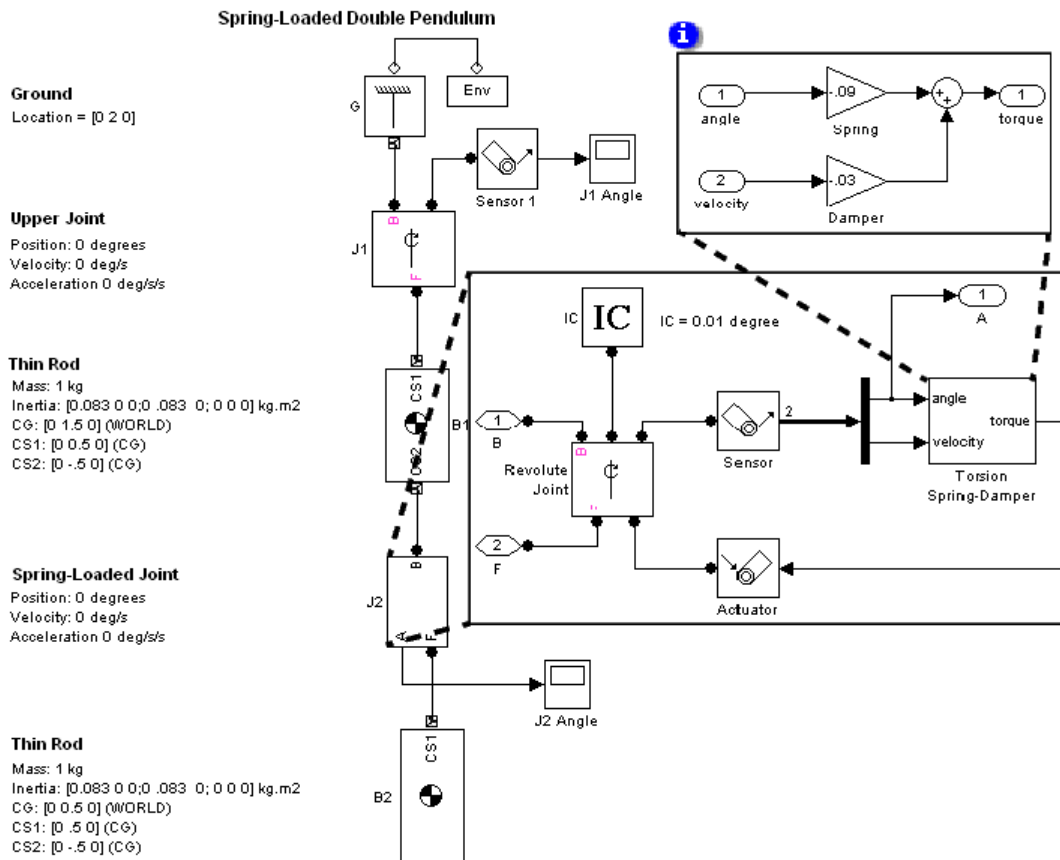 Spring-Loaded Double Pendulum
Ground
Location = [0 2 0]
Upper Joint
Position: 0 degrees
Velocity: 0 deg/s
Acceleration 0 deg/s/s
Thin Rod
Mass: 1 kg
Inertia: [0.083 0 0;0 .083 0; 0 0 0] kg.m2
CG: [0 1.5 0] (WORLD)
CS1: [0 0.5 0] (CG)
CS2: [0 -.5 0] (CG)
Spring-Loaded Joint
Position: 0 degrees
Velocity: 0 deg/s
Acceleration 0 deg/s/s
Thin Rod
Mass: 1 kg
Inertia: [0.083 0 0;0 .083 0; 0 0 0] kg.m2
CG: [0 0.5 0] (WORLD)
CS1: [0 .5 0] (CG)
CS2: [0 -.5 0] (CG)
G
Env
Sensor 1
J1 Angle
B
J1
F
CS1
B1
CS2
B
J2
A
F
J2 Angle
CS1
B2
i
1
angle
-.09
Spring
+
+
1
torque
2
velocity
-.03
Damper
IC
IC
IC = 0.01 degree
1
A
1
B
B
Revolute
Joint
F
2
F
Sensor
2
angle
velocity
torque
Torsion
Spring-Damper
Actuator